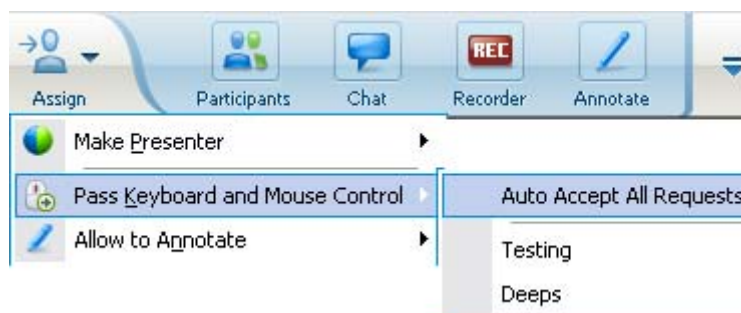 REC
Assign Participants Chat Recorder Annotate
Make Presenter
Pass Keyboard and Mouse Control
Auto Accept All Requests
Allow to Annotate
Testing
Deeps